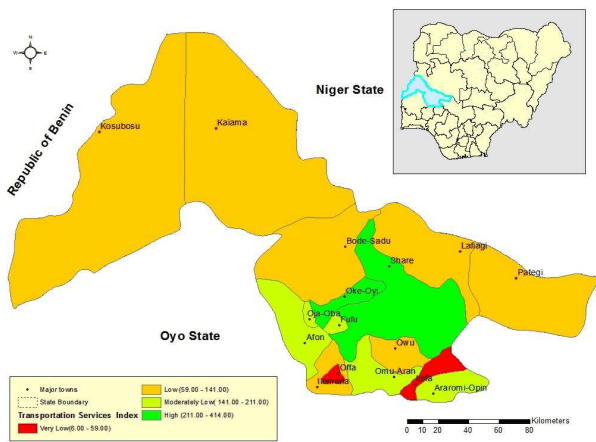 N
W E
S
Niger State
Republic of Benin
Kosubosu
Kaiama
Bode-Sadu
Lafiagi
Share
Pategi
Oke-Oyi
Oja-Oba
Fufu
Oyo State
Afon
Owu
Offa
Omu-Aran
Araromi-Opin
Major towns
State Boundary
Transportation Services Index
Very Low(6.00 - 59.00)
Low(59.00 - 141.00)
Moderately Low( 141.00 - 211.00)
High (211.00 - 414.00)
Kilometers
0 10 20 40 60 80